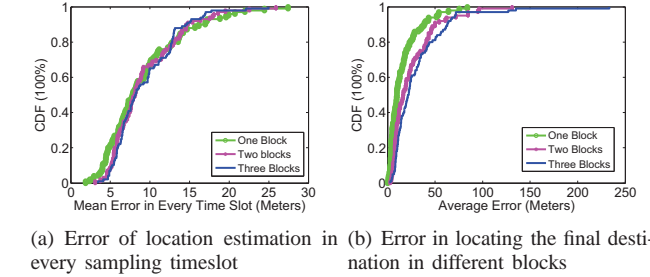 1
0.8
0.6
0.4
0.2
0
CDF (100%)
0 5 10 15 20 25 30
Mean Error in Every Time Slot (Meters)
One Block
Two blocks
Three Blocks
1
0.8
0.6
0.4
0.2
0
CDF (100%)
0 50 100 150 200 250
Average Error (Meters)
One Block
Two Blocks
Three Blocks
(a) Error of location estimation in
every sampling timeslot
(b) Error in locating the final desti-
nation in different blocks